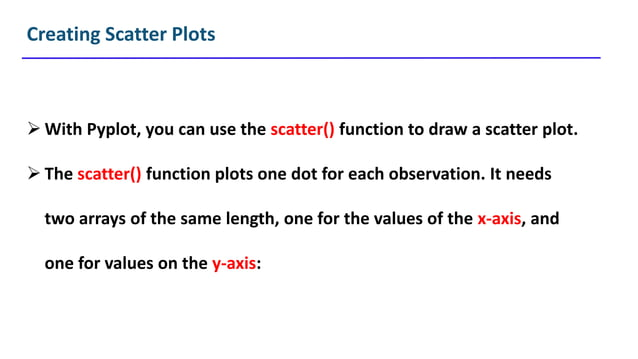 Creating Scatter Plots
➢ With Pyplot, you can use the scatter() function to draw a scatter plot.
➢ The scatter() function plots one dot for each observation. It needs
two arrays of the same length, one for the values of the x-axis, and
one for values on the y-axis: